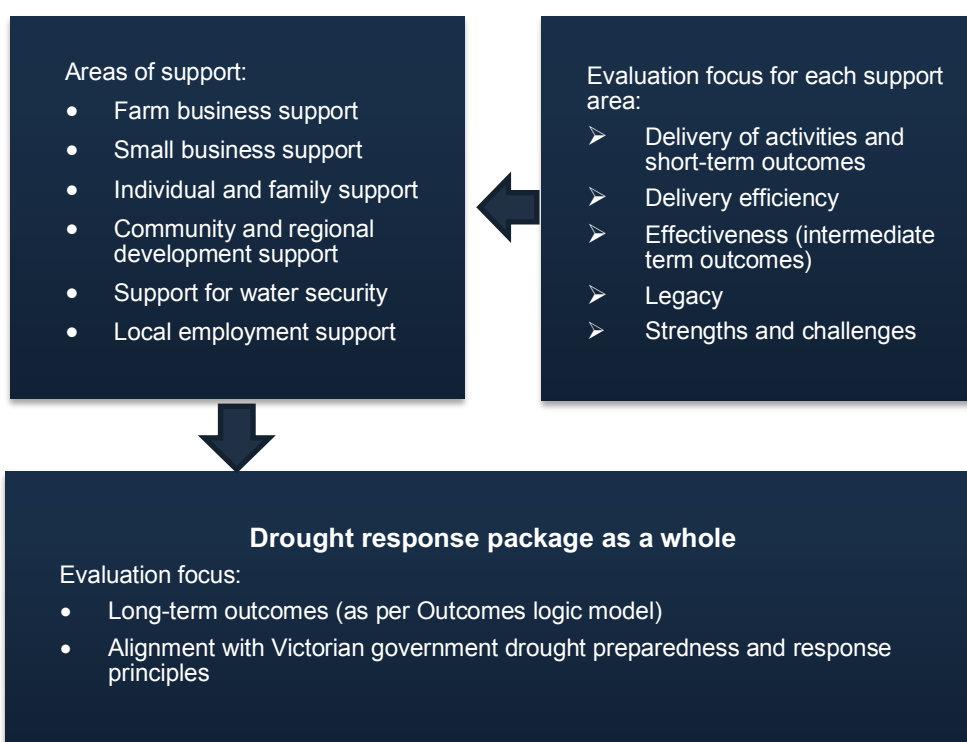 Areas of support:
• Farm business support
• Small business support
• Individual and family support
• Community and regional
development support
• Support for water security
• Local employment support
Evaluation focus for each support
area:
➢ Delivery of activities and
short-term outcomes
➢ Delivery efficiency
➢ Effectiveness (intermediate
term outcomes)
➢ Legacy
➢ Strengths and challenges
Drought response package as a whole
Evaluation focus:
• Long-term outcomes (as per Outcomes logic model)
• Alignment with Victorian government drought preparedness and response
principles